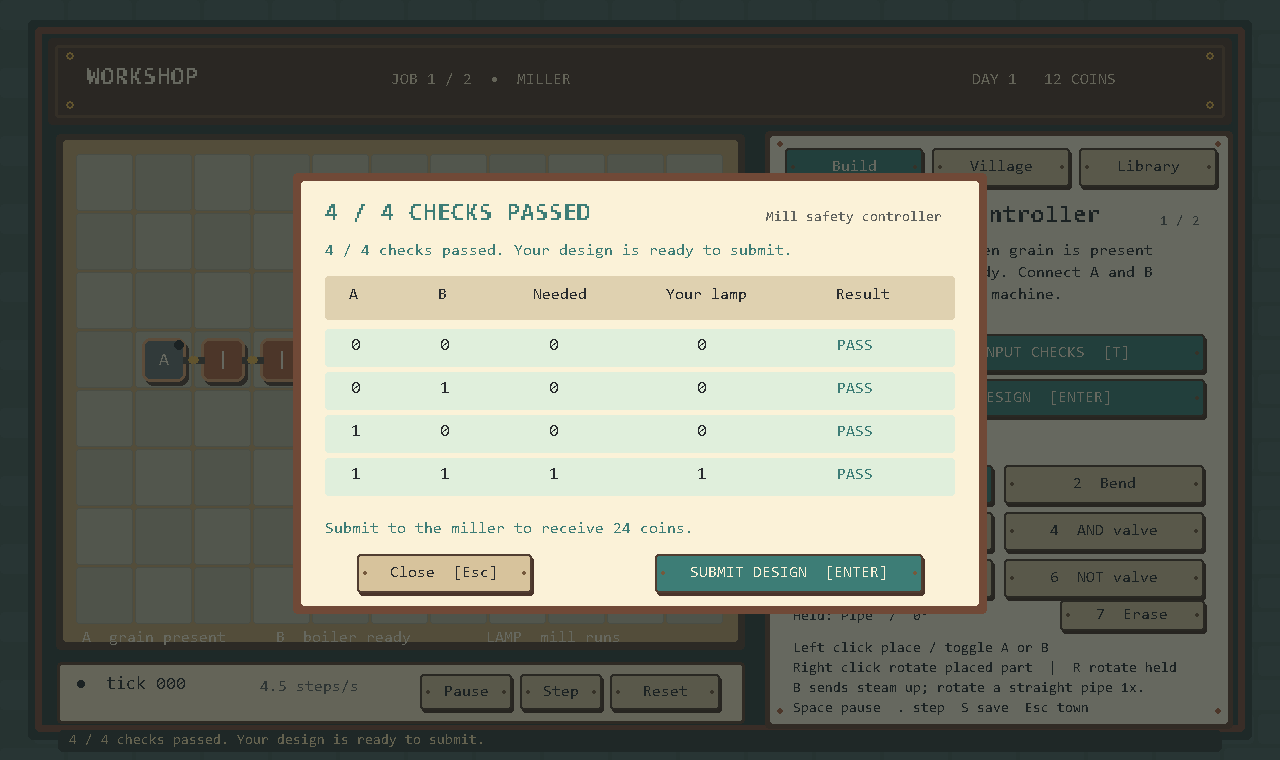 WORKSHOP
JOB 1 / 2 • MILLER
DAY 1 12 COINS
Build
Village
Library
ntroller
1 / 2
en grain is present
dy. Connect A and B
machine.
NPUT CHECKS [T]
ESIGN [ENTER]
2 Bend
4 AND valve
6 NOT valve
7 Erase
Held: Pipe / 0°
Left click place / toggle A or B
Right click rotate placed part | R rotate held
B sends steam up; rotate a straight pipe 1x.
Space pause . step S save Esc town
4 / 4 CHECKS PASSED
Mill safety controller
4 / 4 checks passed. Your design is ready to submit.
A B Needed Your lamp Result
0 0 0 0 PASS
0 1 0 0 PASS
1 0 0 0 PASS
1 1 1 1 PASS
Submit to the miller to receive 24 coins.
Close [Esc]
SUBMIT DESIGN [ENTER]
A | |
A grain present B boiler ready LAMP mill runs
• tick 000
4.5 steps/s
Pause
Step
Reset
4 / 4 checks passed. Your design is ready to submit.